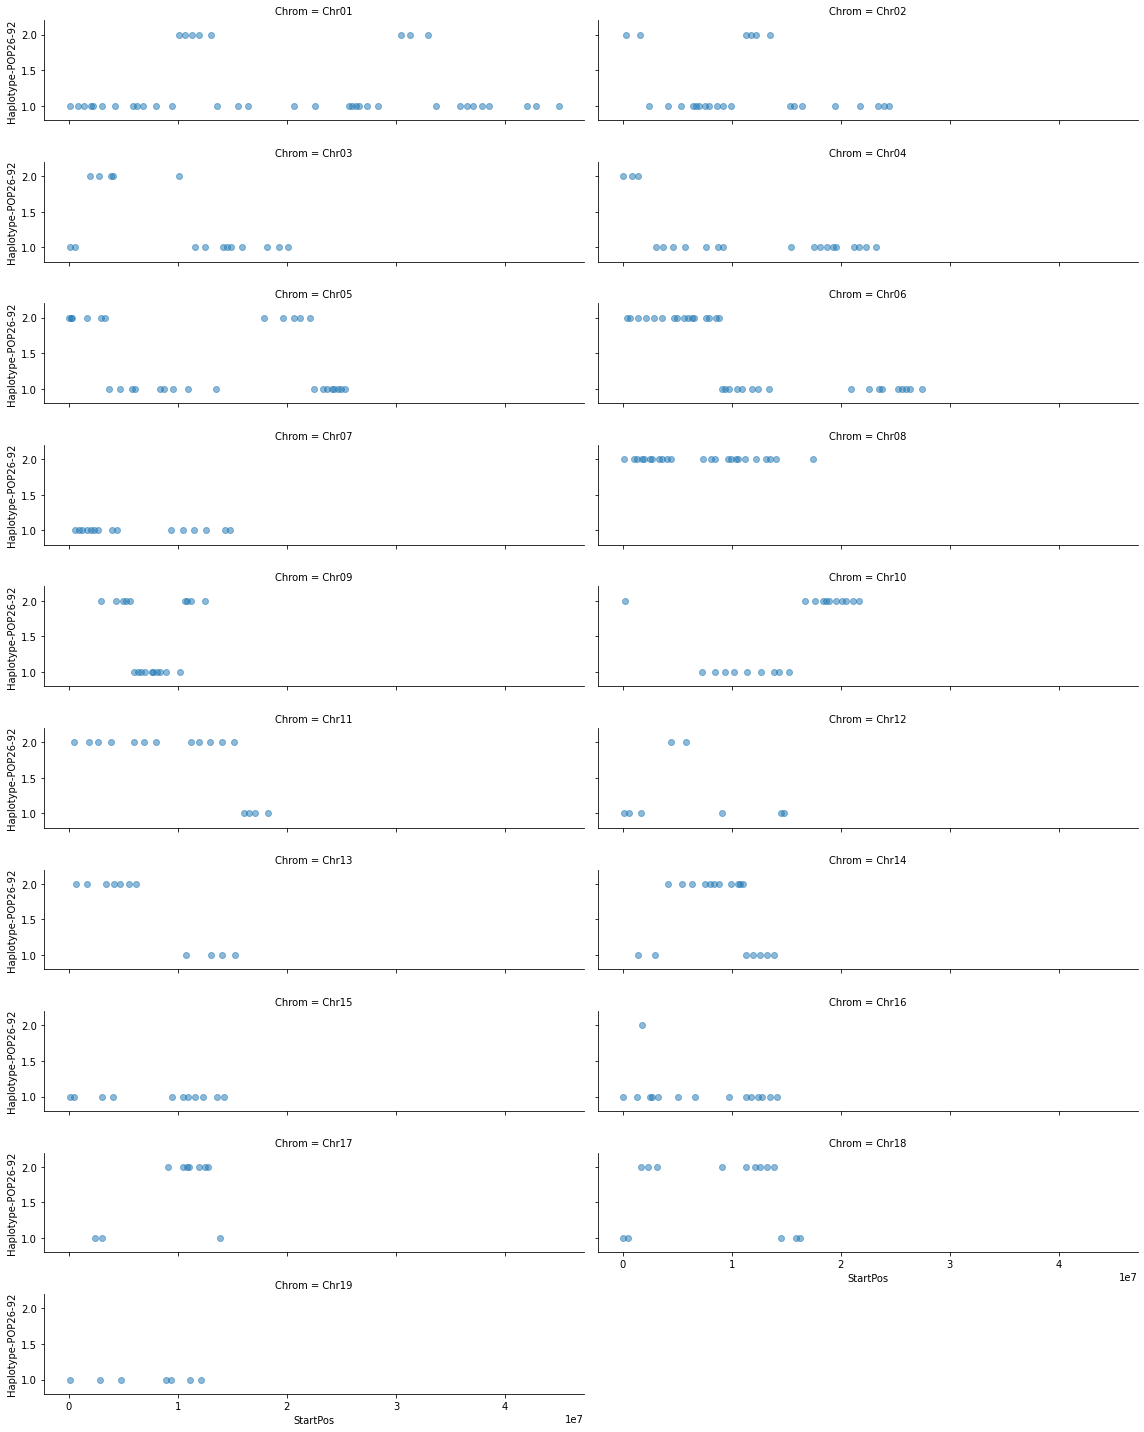 Chrom = Chr01
Chrom = Chr02
Haplotype-POP26-92
2.0
1.5
1.0
Chrom = Chr03
Chrom = Chr04
Haplotype-POP26-92
2.0
1.5
1.0
Chrom = Chr05
Chrom = Chr06
Haplotype-POP26-92
2.0
1.5
1.0
Chrom = Chr07
Chrom = Chr08
Haplotype-POP26-92
2.0
1.5
1.0
Chrom = Chr09
Chrom = Chr10
Haplotype-POP26-92
2.0
1.5
1.0
Chrom = Chr11
Chrom = Chr12
Haplotype-POP26-92
2.0
1.5
1.0
Chrom = Chr13
Chrom = Chr14
Haplotype-POP26-92
2.0
1.5
1.0
Chrom = Chr15
Chrom = Chr16
Haplotype-POP26-92
2.0
1.5
1.0
Chrom = Chr17
Chrom = Chr18
Haplotype-POP26-92
2.0
1.5
1.0
0 1 2 3 4
StartPos 1e7
Chrom = Chr19
Haplotype-POP26-92
2.0
1.5
1.0
0 1 2 3 4
StartPos 1e7